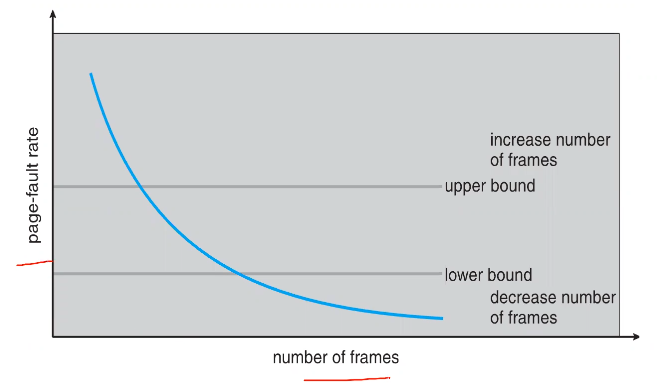 page-fault rate
increase number
of frames
upper bound
lower bound
decrease number
of frames
number of frames